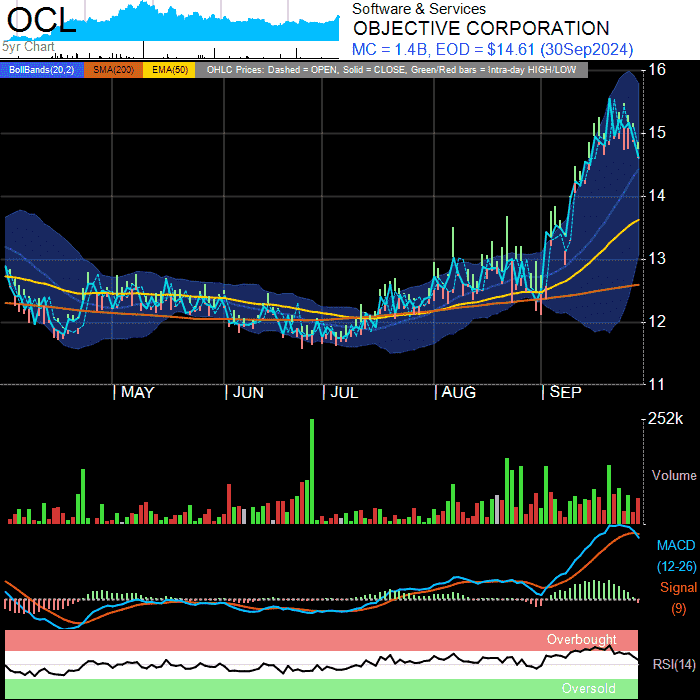 OCL
5yr Chart
Software & Services
OBJECTIVE CORPORATION
MC = 1.4B, EOD = $14.61 (30Sep2024)
BollBands(20,2) SMA(200) EMA(50) OHLC Prices: Dashed = OPEN, Solid = CLOSE, Green/Red bars = Intra-day HIGH/LOW
16
15
14
13
12
11
MAY JUN JUL AUG SEP
252k
Volume
MACD
(12-26)
Signal
(9)
Overbought
RSI(14)
Oversold